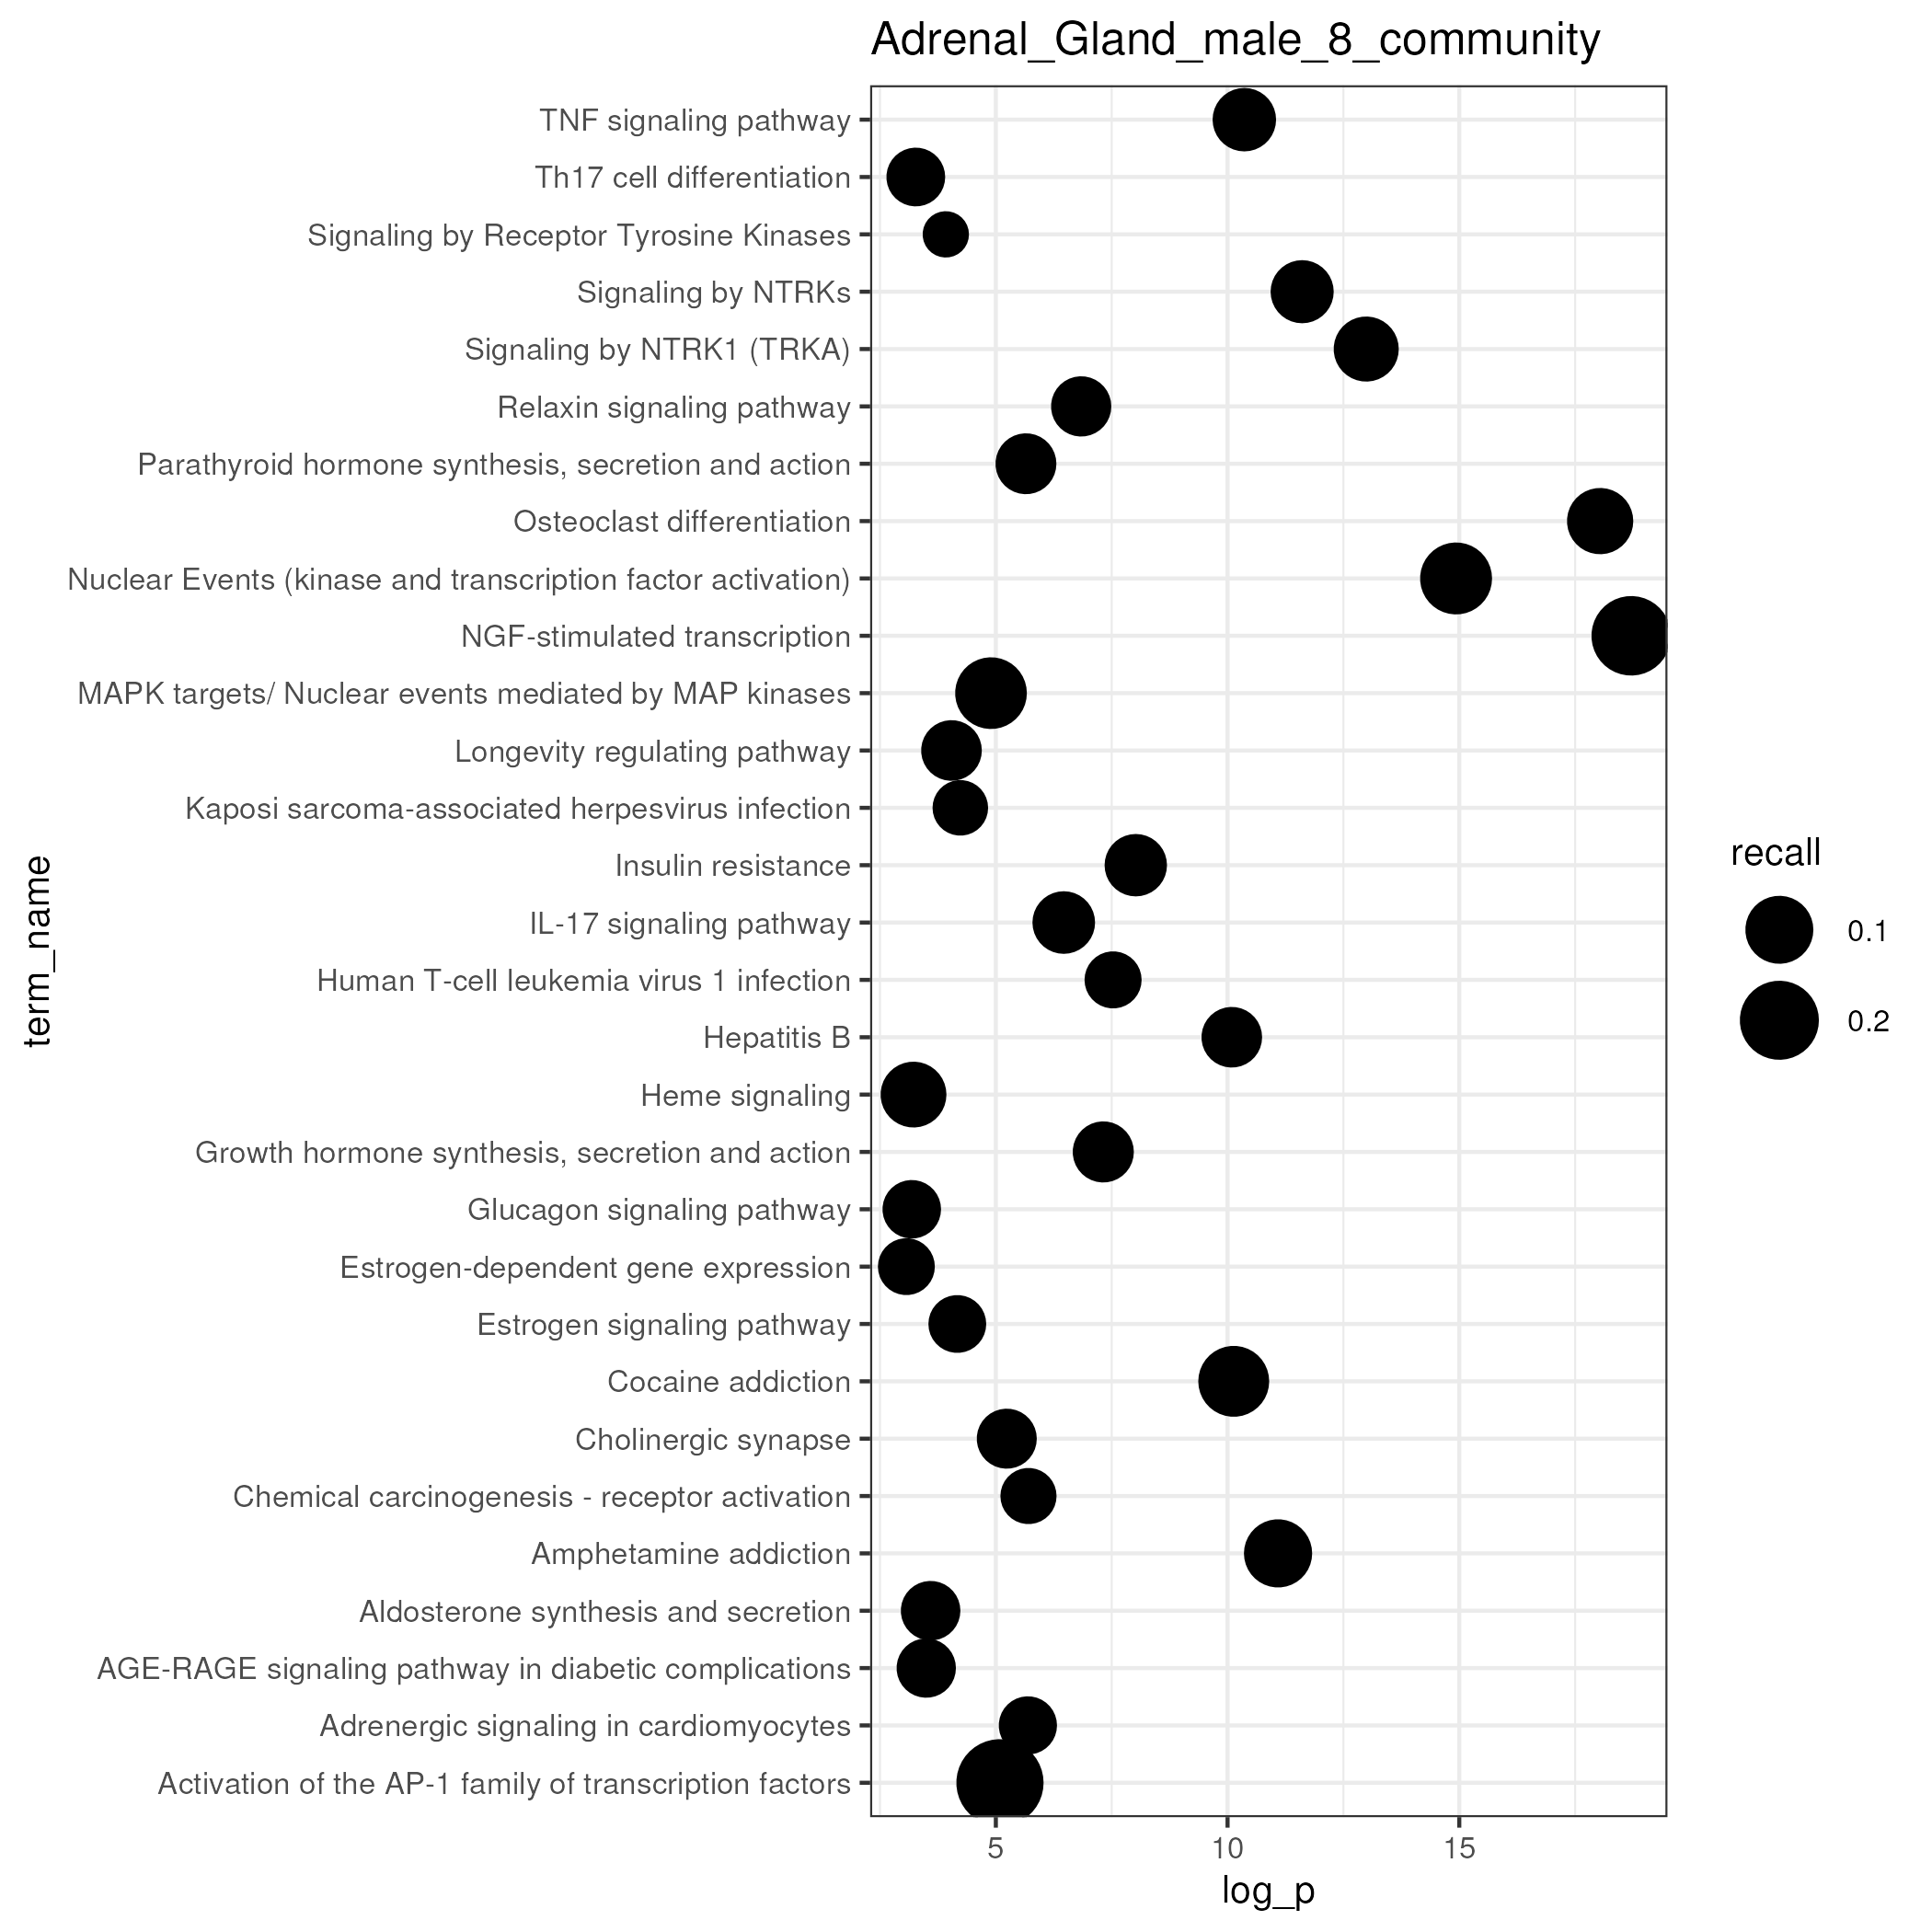 Adrenal_Gland_male_8_community
TNF signaling pathway
Th17 cell differentiation
Signaling by Receptor Tyrosine Kinases
Signaling by NTRKs
Signaling by NTRK1 (TRKA)
Relaxin signaling pathway
Parathyroid hormone synthesis, secretion and action
Osteoclast differentiation
Nuclear Events (kinase and transcription factor activation)
NGF-stimulated transcription
MAPK targets/ Nuclear events mediated by MAP kinases
Longevity regulating pathway
Kaposi sarcoma-associated herpesvirus infection
Insulin resistance
IL-17 signaling pathway
Human T-cell leukemia virus 1 infection
Hepatitis B
Heme signaling
Growth hormone synthesis, secretion and action
Glucagon signaling pathway
Estrogen-dependent gene expression
Estrogen signaling pathway
Cocaine addiction
Cholinergic synapse
Chemical carcinogenesis - receptor activation
Amphetamine addiction
Aldosterone synthesis and secretion
AGE-RAGE signaling pathway in diabetic complications
Adrenergic signaling in cardiomyocytes
Activation of the AP-1 family of transcription factors
term_name
5 10 15
log_p
recall
0.1
0.2